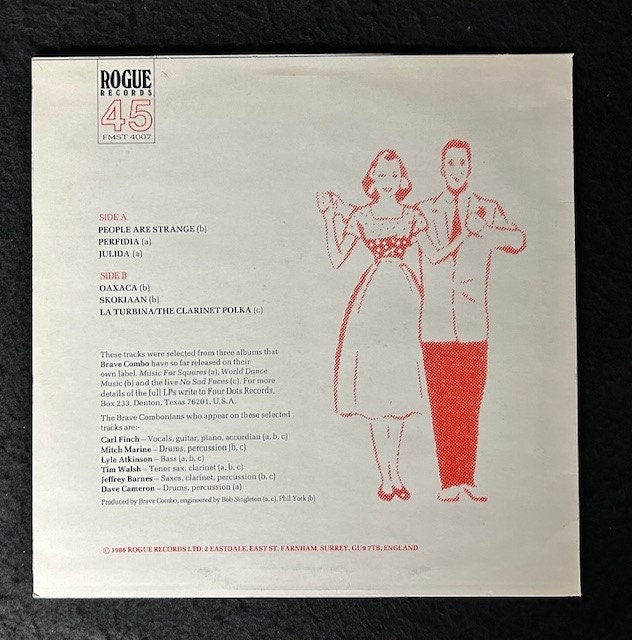 ROGUE
RECORDS
45
FMST 4007
SIDE A
PEOPLE ARE STRANGE (b)
PERFIDIA (a)
JULIDA (a)
SIDE B
OAXACA (b)
SKOKIAAN (b)
LA TURBINA/THE CLARINET POLKA (c)
These tracks were selected from three albums that
Brave Combo have so far released on their
own label. Music For Squares (a), World Dance
Music (b) and the live No Sad Faces (c). For more
details of the full LPs write to Four Dots Records,
Box 233, Denton, Texas 76201, U.S.A.
The Brave Combonians who appear on these selected
tracks are:-
Carl Finch – Vocals, guitar, piano, accordian (a, b, c)
Mitch Marine – Drums, percussion (b, c)
Lyle Atkinson – Bass (a, b, c)
Tim Walsh – Tenor sax, clarinet (a, b, c)
Jeffrey Barnes – Saxes, clarinet, percussion (b, c)
Dave Cameron – Drums, percussion (a)
Produced by Brave Combo, engineered by Bob Singleton (a, c), Phil York (b)
© 1986 ROGUE RECORDS LTD. 2 EASTDALE, EAST ST, FARNHAM, SURREY, GU9 7TB, ENGLAND